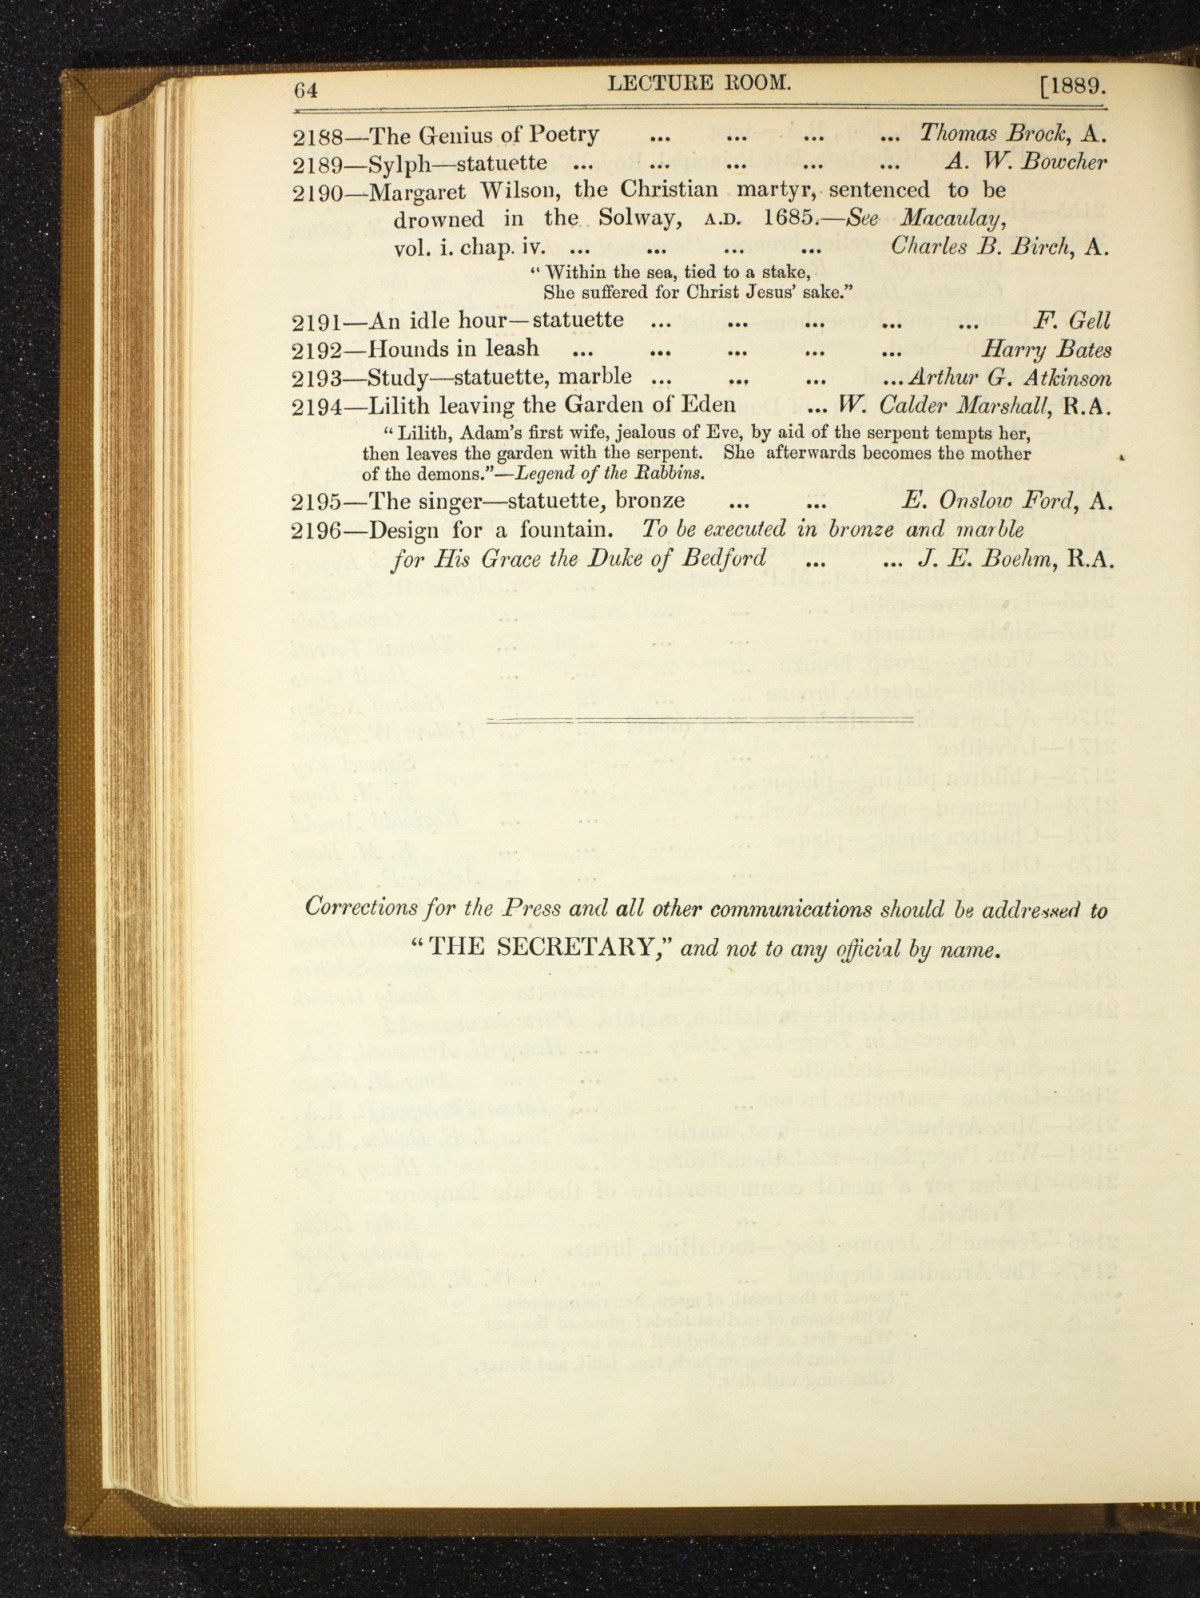 64 LECTURE ROOM. [1889.
2188—The Genius of Poetry ... ... ... ... Thomas Brock, A.
2189—Sylph—statuette ... ... ... ... ... A. W. Bowcher
2190—Margaret Wilson, the Christian martyr, sentenced to be
drowned in the Solway, A.D. 1685.—See Macaulay,
vol. i. chap. iv. ... ... ... ... Charles B. Birch, A.
“Within the sea, tied to a stake,
She suffered for Christ Jesus’ sake.”
2191—An idle hour—statuette ... ... ... ... ... F. Gell
2192—Hounds in leash ... ... ... ... ... Harry Bates
2193—Study—statuette, marble ... ... ... ... Arthur G. Atkinson
2194—Lilith leaving the Garden of Eden ... W. Calder Marshall, R.A.
“Lilith, Adam’s first wife, jealous of Eve, by aid of the serpent tempts her,
then leaves the garden with the serpent. She afterwards becomes the mother
of the demons.”—Legend of the Rabbins.
2195—The singer—statuette, bronze ... ... E. Onslow Ford, A.
2196—Design for a fountain. To be executed in bronze and marble
for His Grace the Duke of Bedford ... ... J. E. Boehm, R.A.
Corrections for the Press and all other communications should be addressed to
“THE SECRETARY,” and not to any official by name.